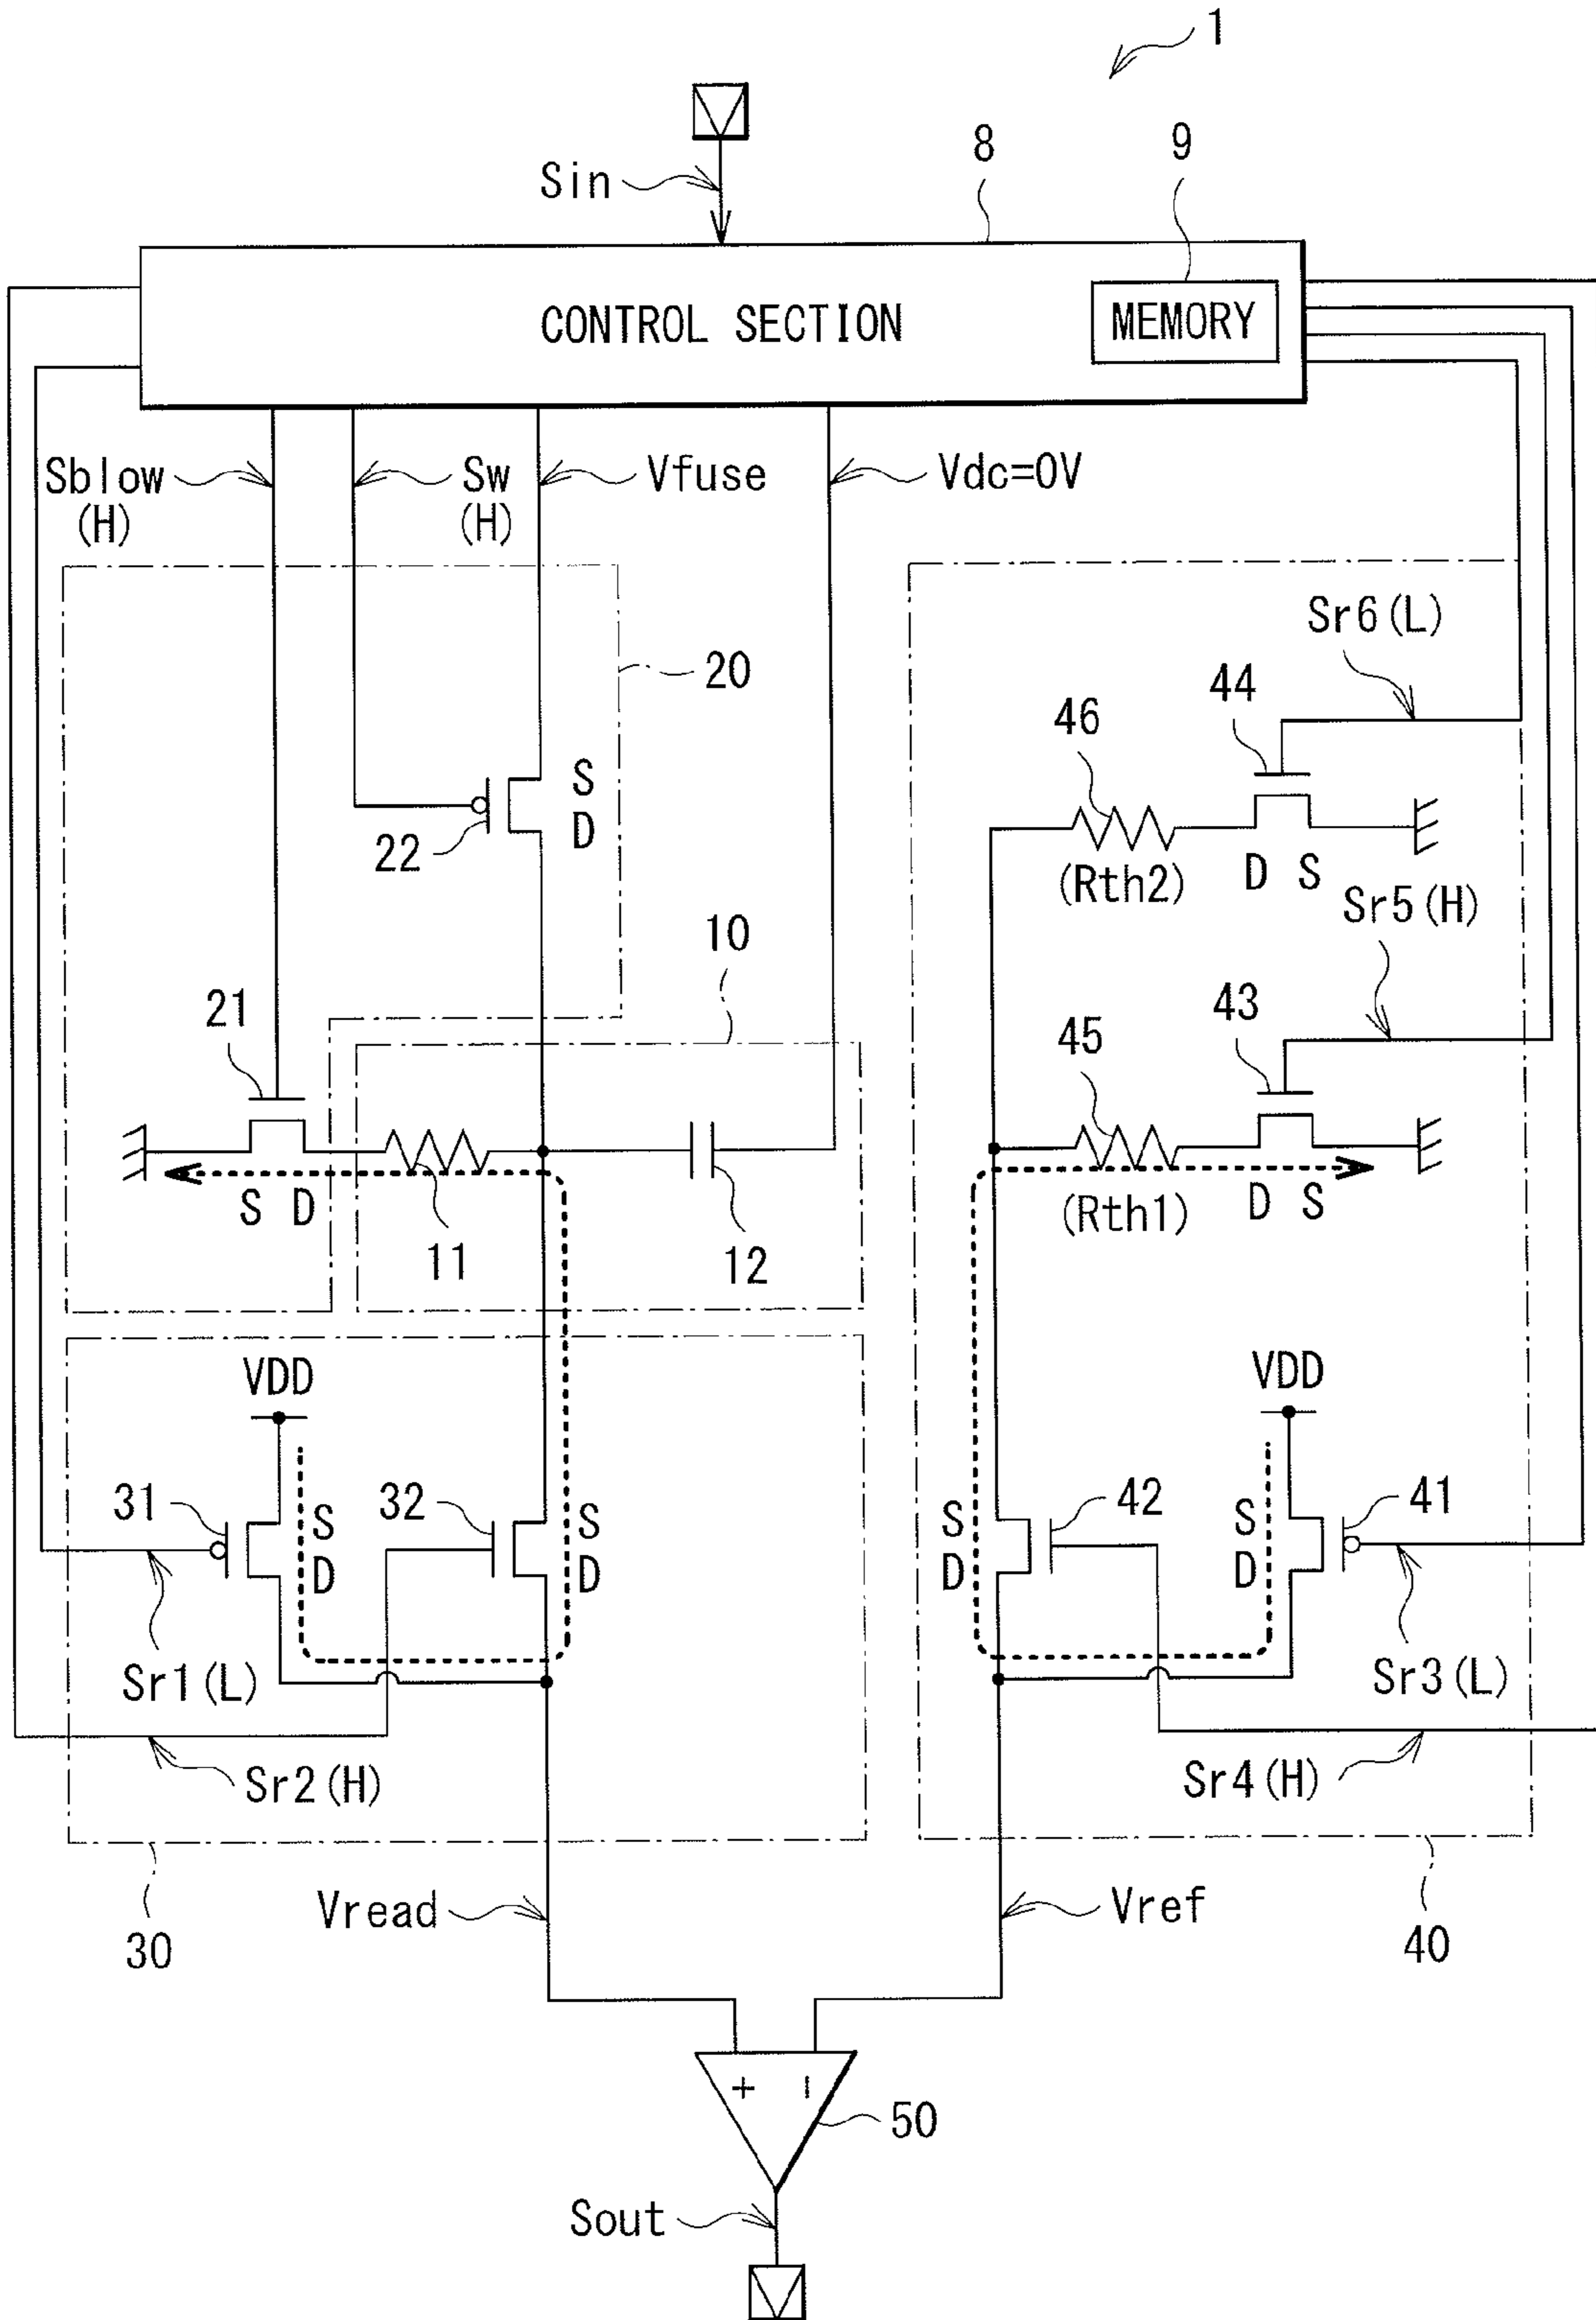 1
Sin
8
9
CONTROL SECTION
MEMORY
Sblow
(H)
Sw
(H)
Vfuse
Vdc=0V
Sr6(L)
20
44
46
S
D
22
(Rth2)
D S
Sr5(H)
10
21
45
43
S D
11
12
(Rth1)
D S
VDD
VDD
31
S
D
32
S
D
S
D
42
S
D
41
Sr1(L)
Sr3(L)
Sr2(H)
Sr4(H)
30
Vread
Vref
40
+
−
50
Sout